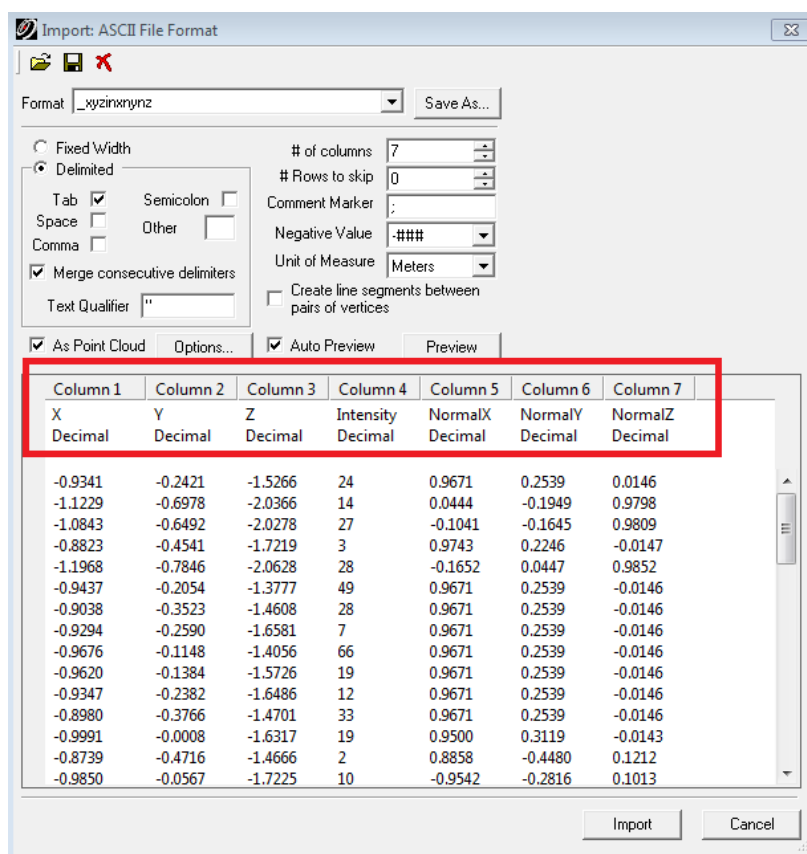 Import: ASCII File Format
Format _xyzinxnynz Save As...
Fixed Width
Delimited
Tab Semicolon
Space Other
Comma
Merge consecutive delimiters
Text Qualifier "
# of columns 7
# Rows to skip 0
Comment Marker ;
Negative Value -###
Unit of Measure Meters
Create line segments between
pairs of vertices
As Point Cloud Options... Auto Preview Preview
Column 1 Column 2 Column 3 Column 4 Column 5 Column 6 Column 7
X Y Z Intensity NormalX NormalY NormalZ
Decimal Decimal Decimal Decimal Decimal Decimal Decimal
-0.9341 -0.2421 -1.5266 24 0.9671 0.2539 0.0146
-1.1229 -0.6978 -2.0366 14 0.0444 -0.1949 0.9798
-1.0843 -0.6492 -2.0278 27 -0.1041 -0.1645 0.9809
-0.8823 -0.4541 -1.7219 3 0.9743 0.2246 -0.0147
-1.1968 -0.7846 -2.0628 28 -0.1652 0.0447 0.9852
-0.9437 -0.2054 -1.3777 49 0.9671 0.2539 -0.0146
-0.9038 -0.3523 -1.4608 28 0.9671 0.2539 -0.0146
-0.9294 -0.2590 -1.6581 7 0.9671 0.2539 -0.0146
-0.9676 -0.1148 -1.4056 66 0.9671 0.2539 -0.0146
-0.9620 -0.1384 -1.5726 19 0.9671 0.2539 -0.0146
-0.9347 -0.2382 -1.6486 12 0.9671 0.2539 -0.0146
-0.8980 -0.3766 -1.4701 33 0.9671 0.2539 -0.0146
-0.9991 -0.0008 -1.6317 19 0.9500 0.3119 -0.0143
-0.8739 -0.4716 -1.4666 2 0.8858 -0.4480 0.1212
-0.9850 -0.0567 -1.7225 10 -0.9542 -0.2816 0.1013
Import Cancel